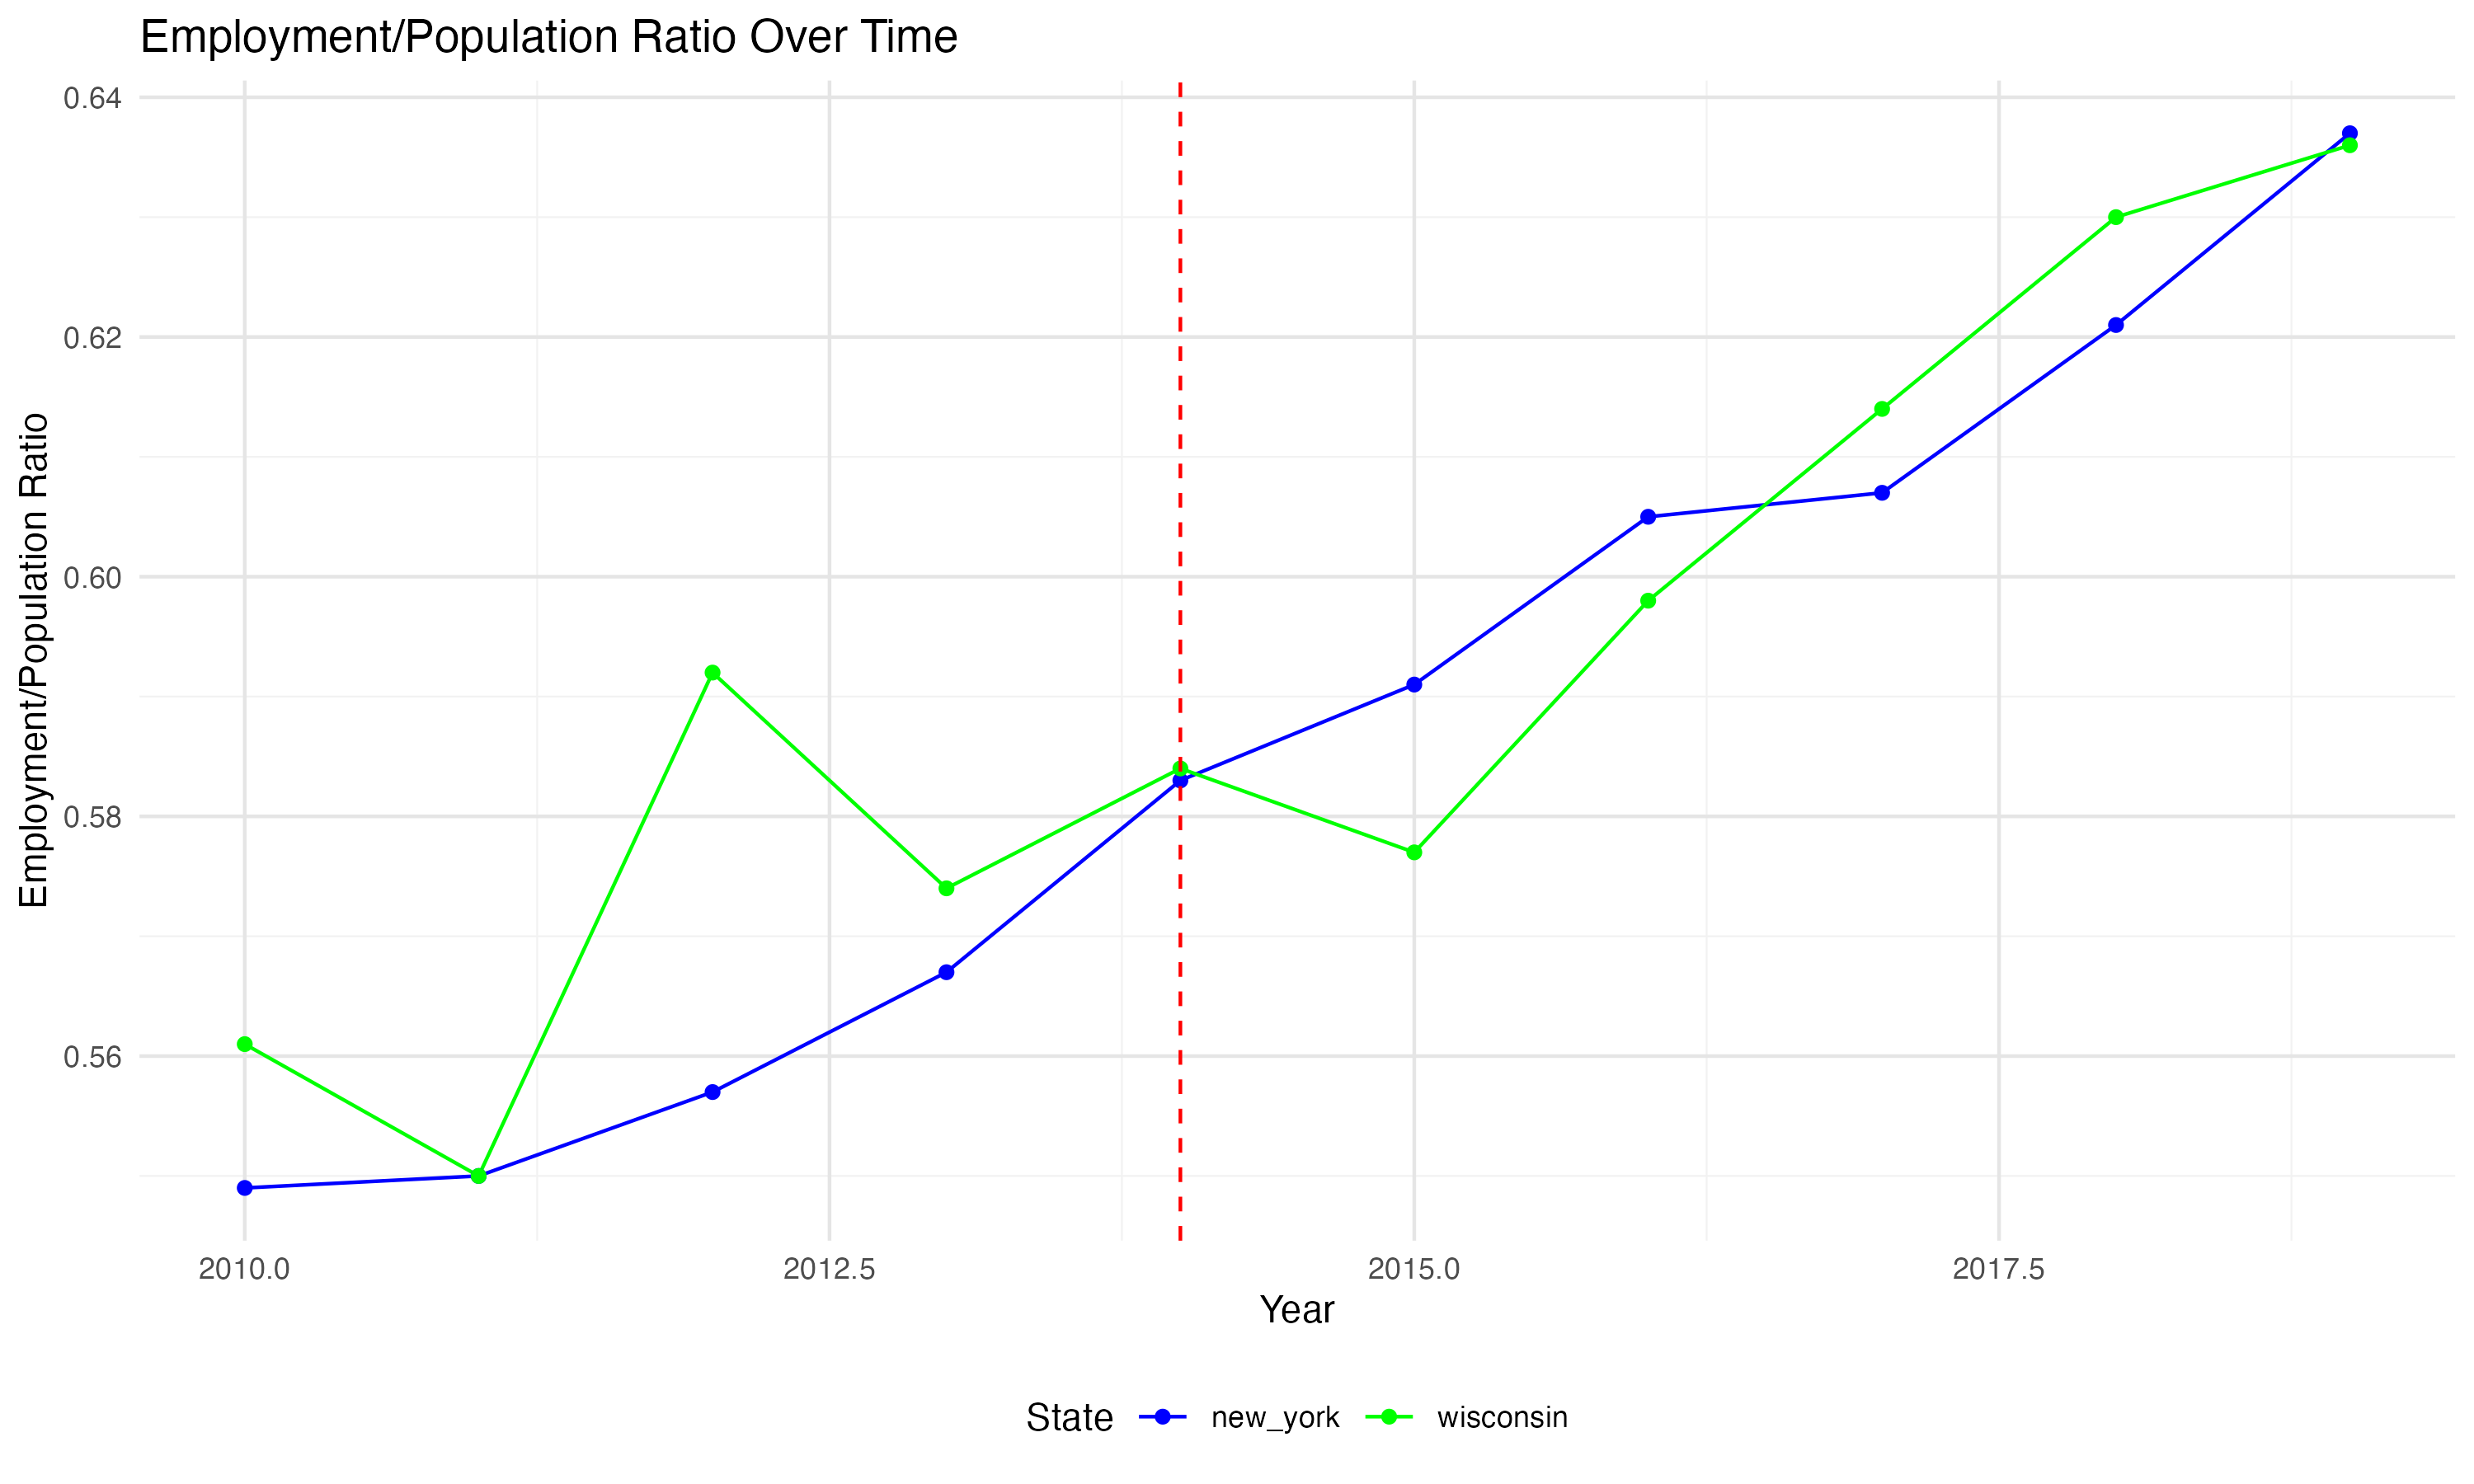 Employment/Population Ratio Over Time
Employment/Population Ratio
0.64
0.62
0.60
0.58
0.56
2010.0 2012.5 2015.0 2017.5
Year
State new_york wisconsin